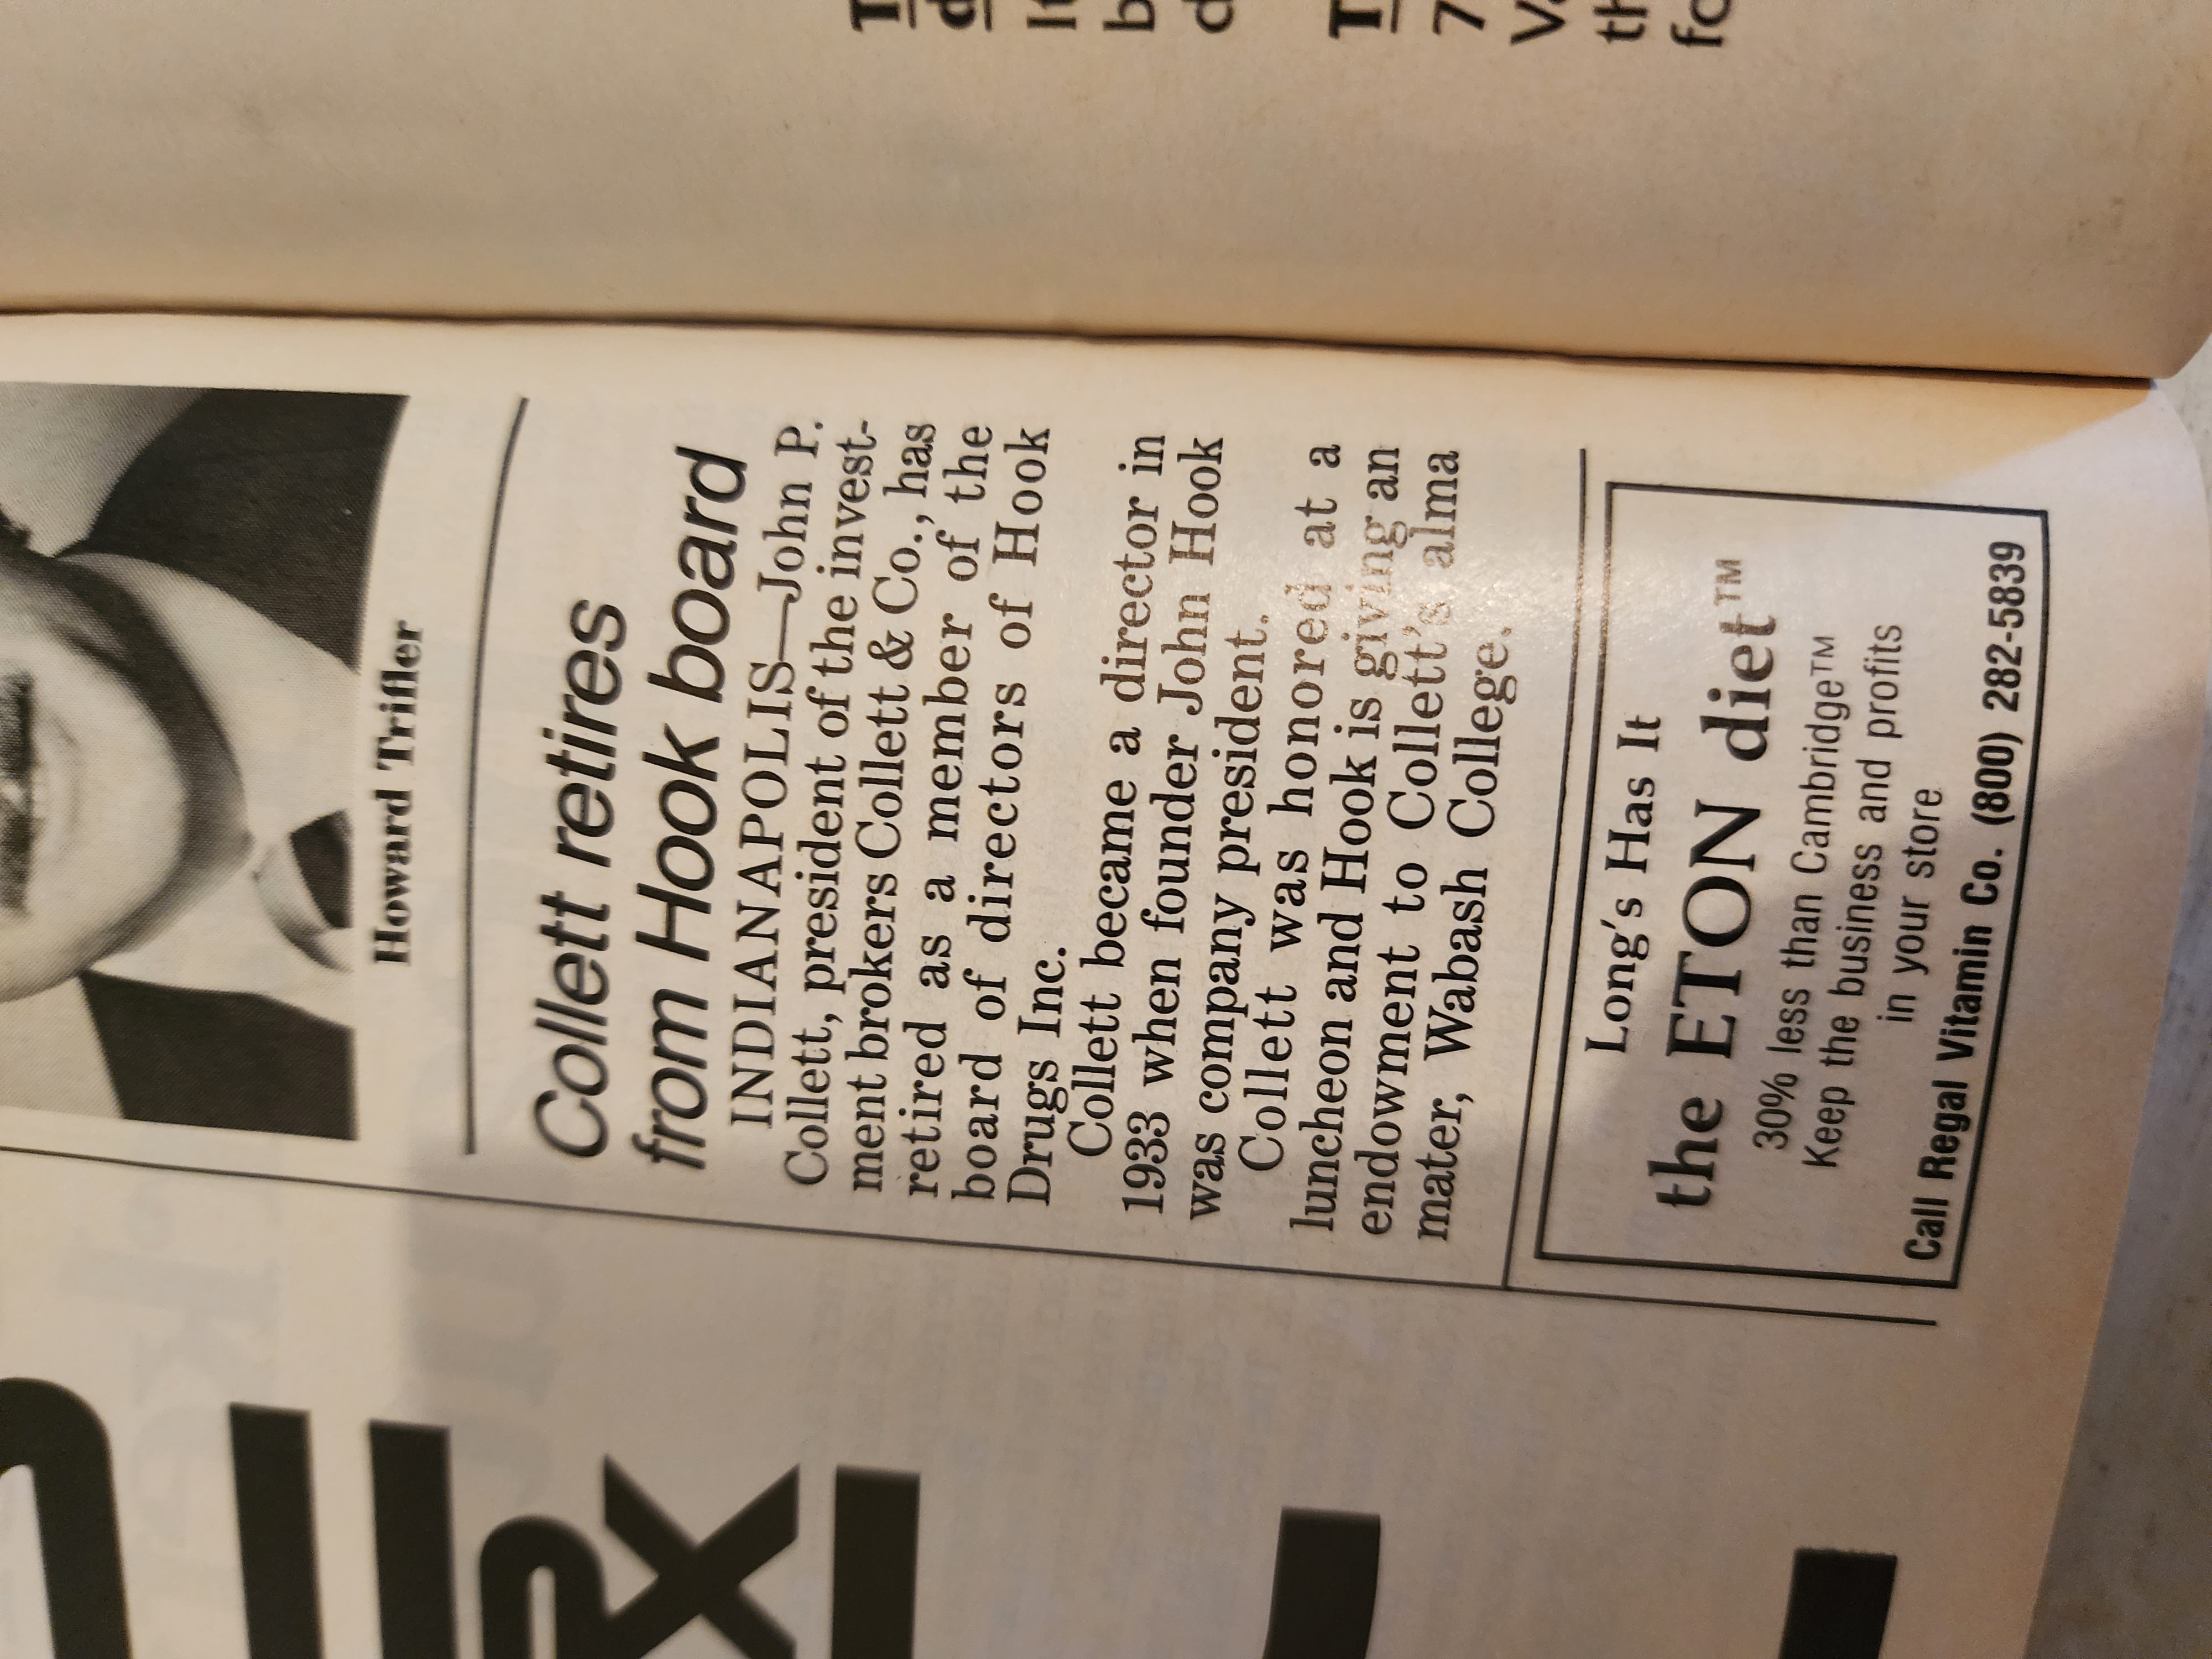 Howard Trifler
Collett retires
from Hook board
INDIANAPOLIS—John P.
Collett, president of the invest-
ment brokers Collett & Co., has
retired as a member of the
board of directors of Hook
Drugs Inc.
Collett became a director in
1933 when founder John Hook
was company president.
Collett was honored at a
luncheon and Hook is giving an
endowment to Collett's alma
mater, Wabash College.
Long's Has It
the ETON diet™
30% less than Cambridge™
Keep the business and profits
in your store
Call Regal Vitamin Co. (800) 282-5839